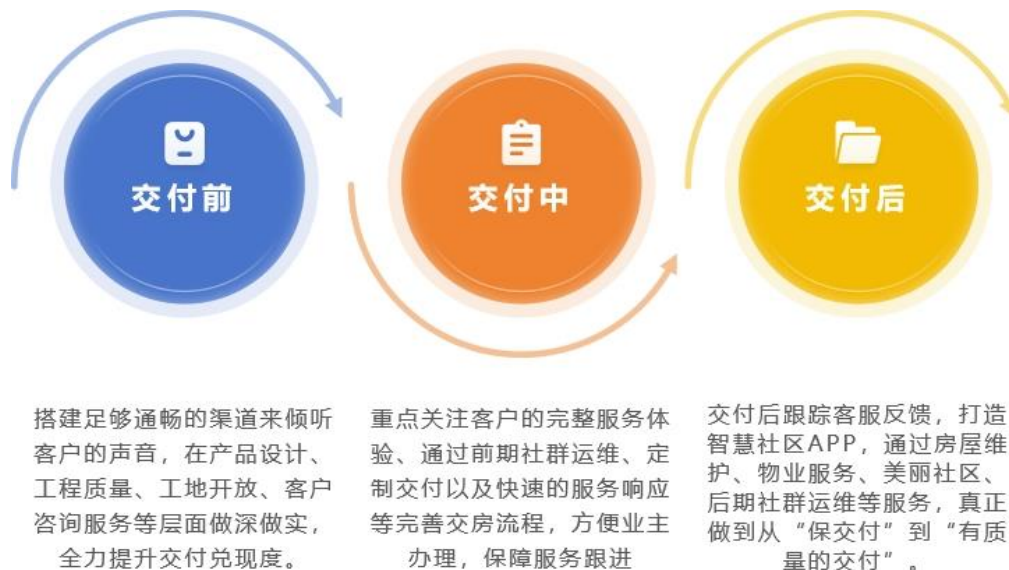 交付前
交付中
交付后
搭建足够通畅的渠道来倾听
客户的声音，在产品设计、
工程质量、工地开放、客户
咨询服务等层面做深做实，
全力提升交付兑现度。
重点关注客户的完整服务体
验、通过前期社群运维、定
制交付以及快速的服务响应
等完善交房流程，方便业主
办理，保障服务跟进
交付后跟踪客服反馈，打造
智慧社区APP，通过房屋维
护、物业服务、美丽社区、
后期社群运维等服务，真正
做到从“保交付”到“有质
量的交付”。